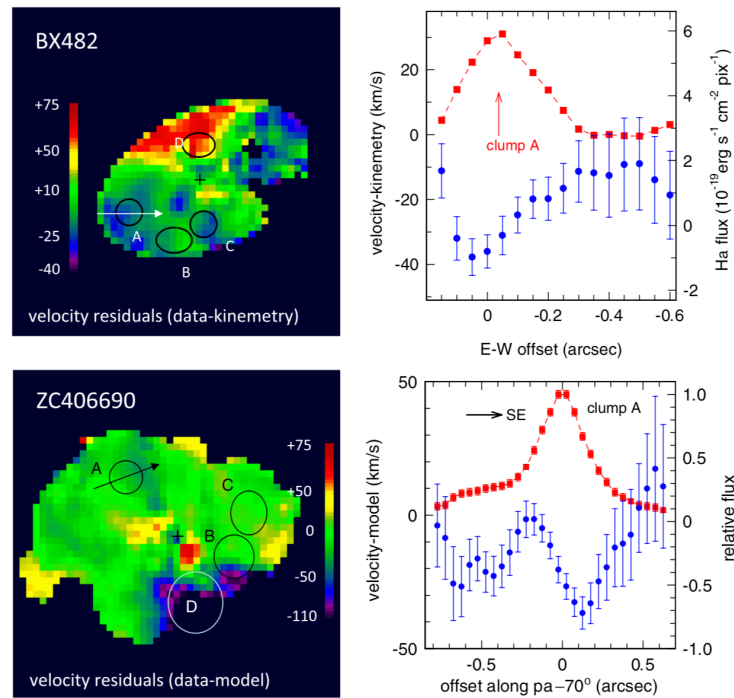 BX482
+75
+50
+10
-25
-40
D
A
C
B
velocity residuals (data-kinemetry)
velocity-kinemetry (km/s)
20
0
-20
-40
clump A
0
-0.2
-0.4
-0.6
E-W offset (arcsec)
6
4
2
0
-2
Ha flux (10⁻¹⁹erg s⁻¹ cm⁻² pix⁻¹)
ZC406690
A
C
B
D
+75
+50
0
-50
-110
velocity residuals (data-model)
velocity-model (km/s)
50
0
-50
SE
clump A
-0.5
0
0.5
offset along pa−70°(arcsec)
1.0
0.5
0
-0.5
-1.0
relative flux